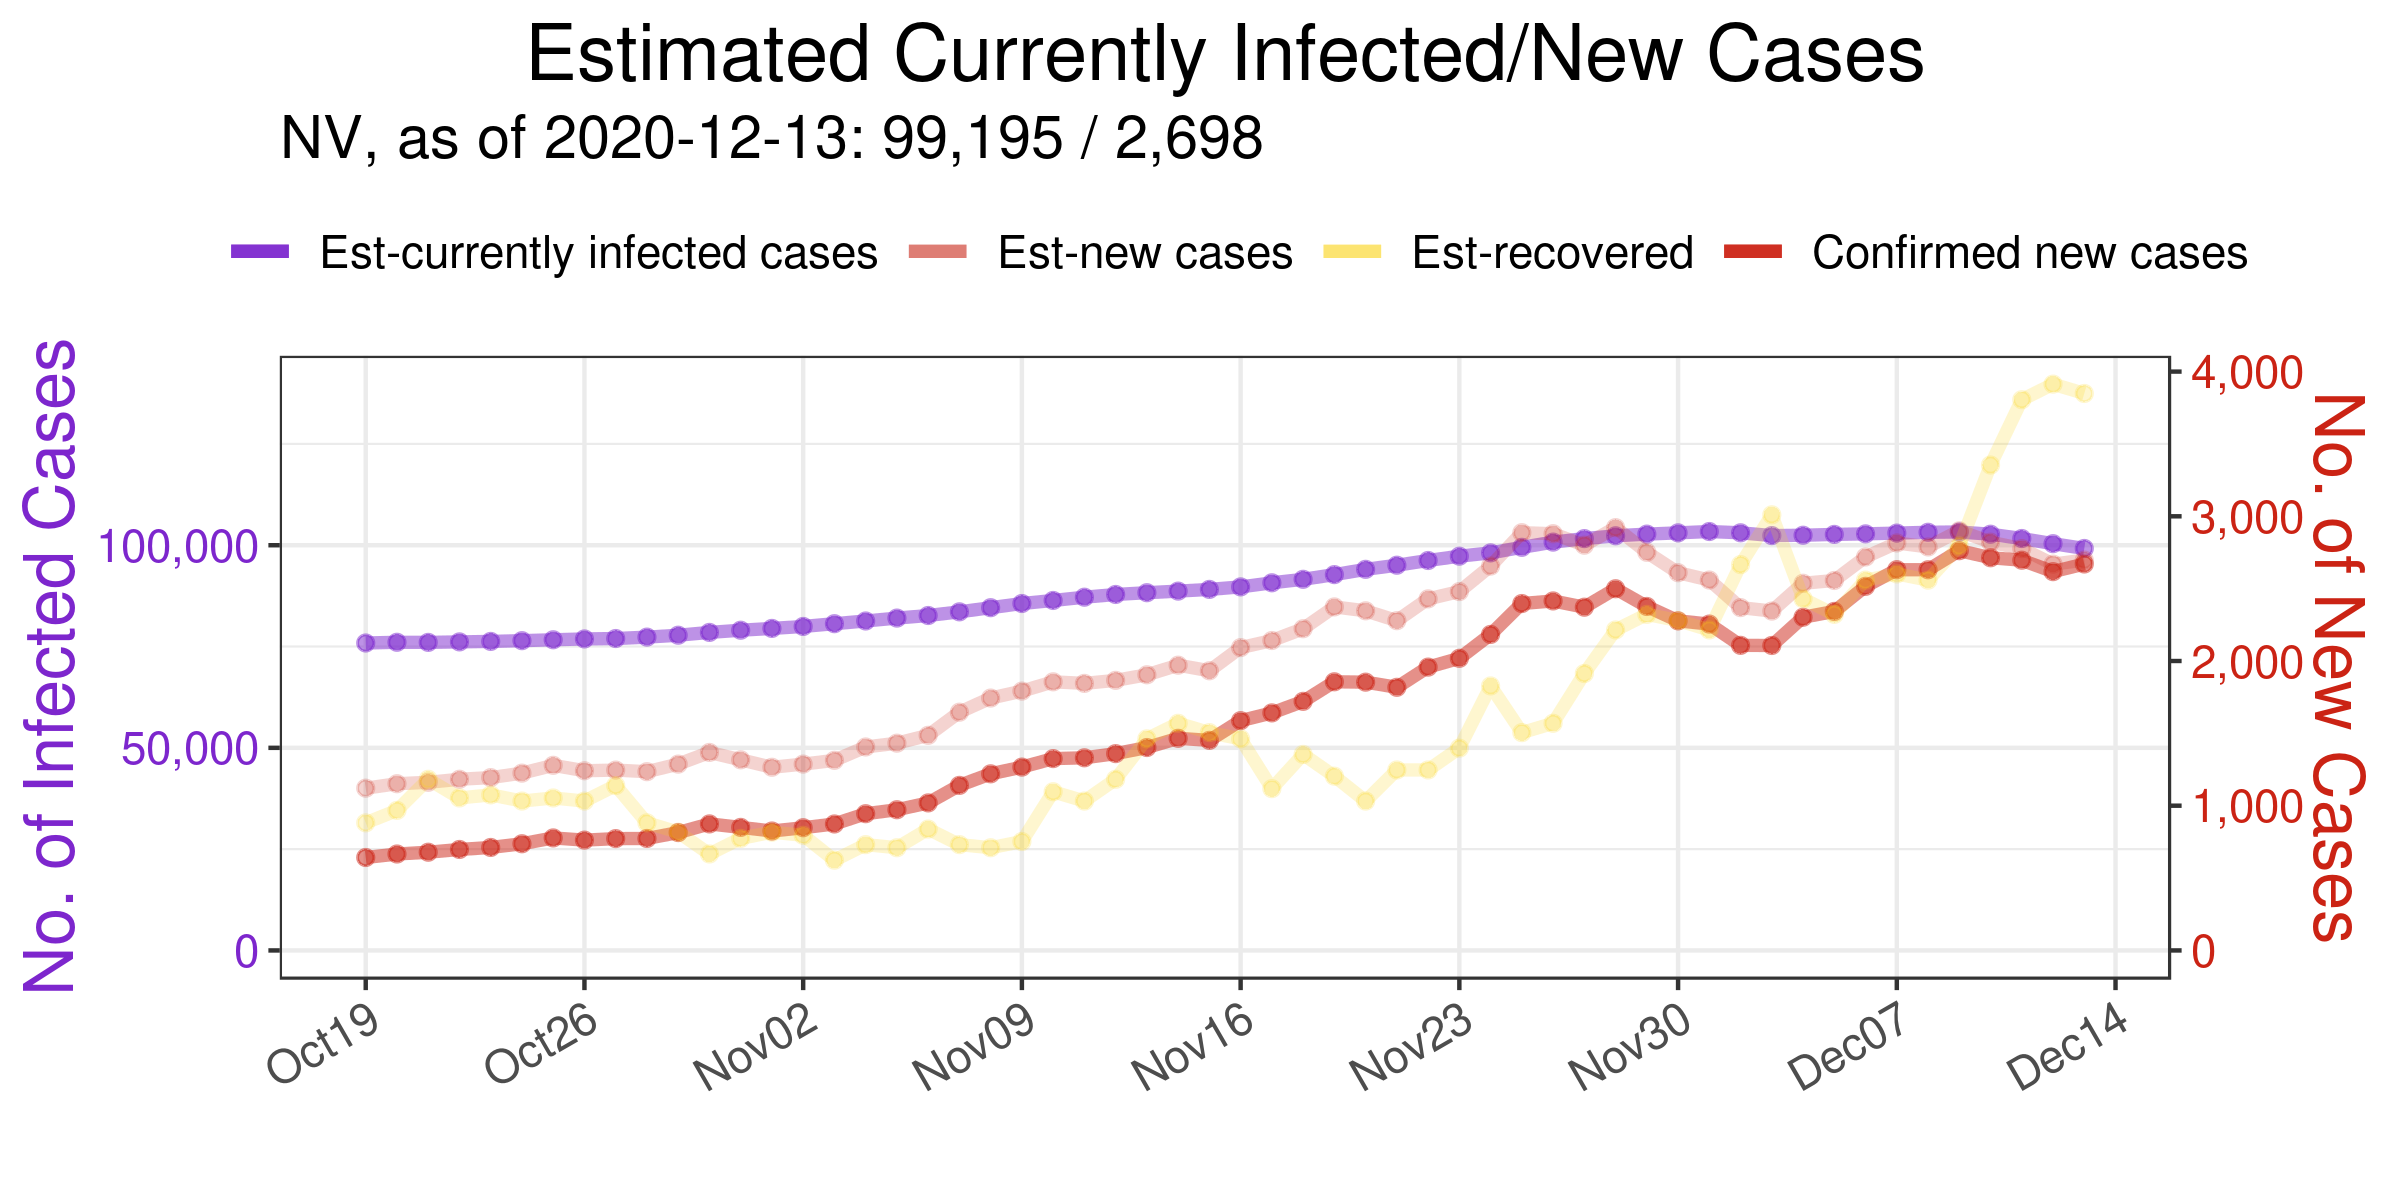 Estimated Currently Infected/New Cases
NV, as of 2020-12-13: 99,195 / 2,698
Est-currently infected cases Est-new cases Est-recovered Confirmed new cases
No. of Infected Cases
100,000
50,000
0
4,000
3,000
2,000
1,000
0
No. of New Cases
Oct19 Oct26 Nov02 Nov09 Nov16 Nov23 Nov30 Dec07 Dec14